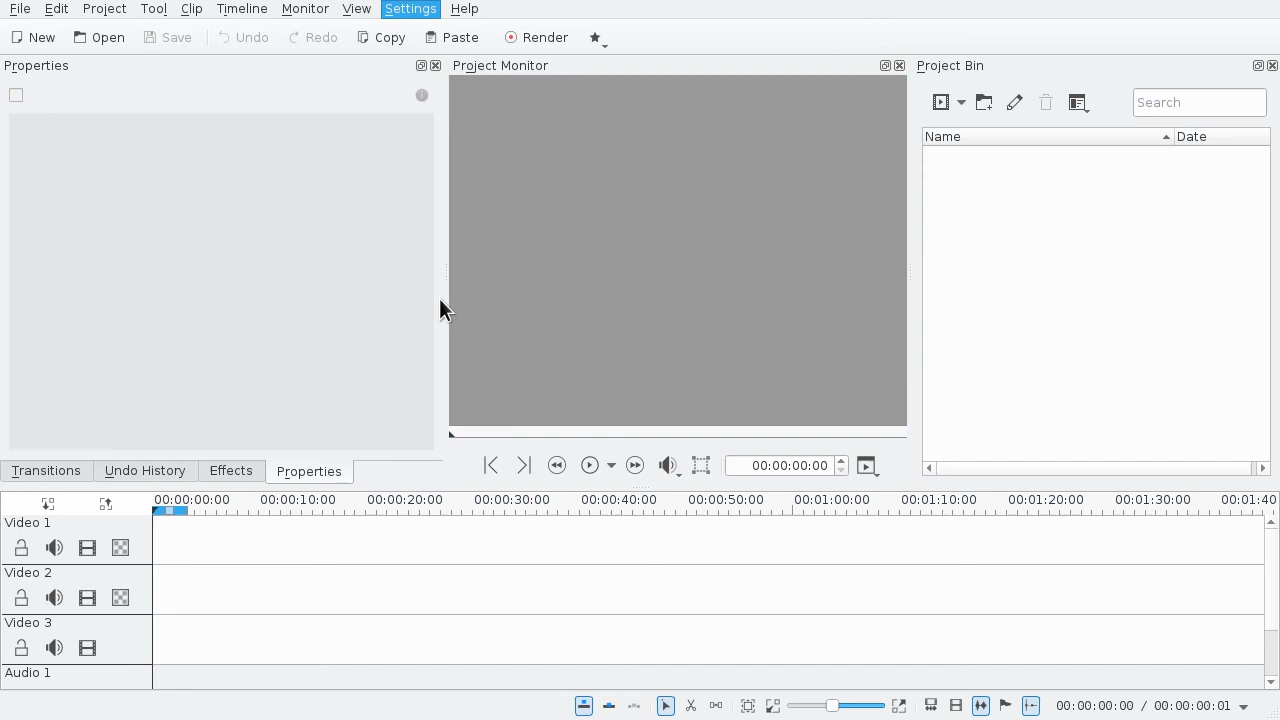 File Edit Project Tool Clip Timeline Monitor View Settings Help
New Open Save Undo Redo Copy Paste Render
Properties
Project Monitor
Project Bin
Search
Name Date
Transitions Undo History Effects Properties
00:00:00:00
00:00:00:00 00:00:10:00 00:00:20:00 00:00:30:00 00:00:40:00 00:00:50:00 00:01:00:00 00:01:10:00 00:01:20:00 00:01:30:00 00:01:40
Video 1
Video 2
Video 3
Audio 1
00:00:00:00 / 00:00:00:01